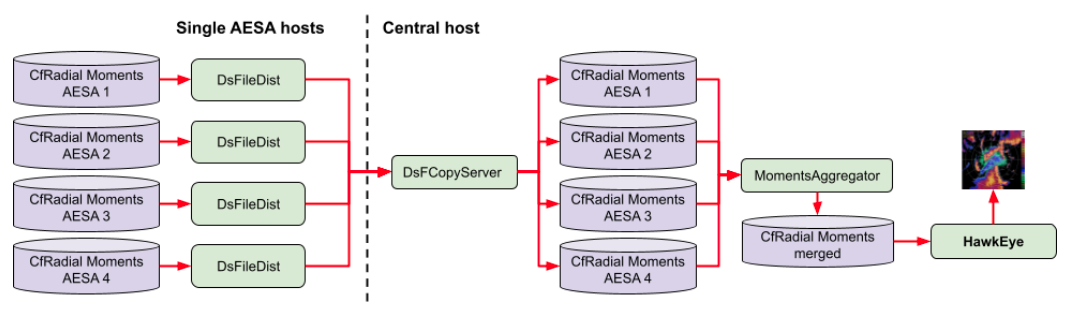 Single AESA hosts
Central host
CfRadial Moments
AESA 1
DsFileDist
CfRadial Moments
AESA 2
DsFileDist
CfRadial Moments
AESA 3
DsFileDist
CfRadial Moments
AESA 4
DsFileDist
DsFCopyServer
CfRadial Moments
AESA 1
CfRadial Moments
AESA 2
CfRadial Moments
AESA 3
CfRadial Moments
AESA 4
MomentsAggregator
CfRadial Moments
merged
HawkEye